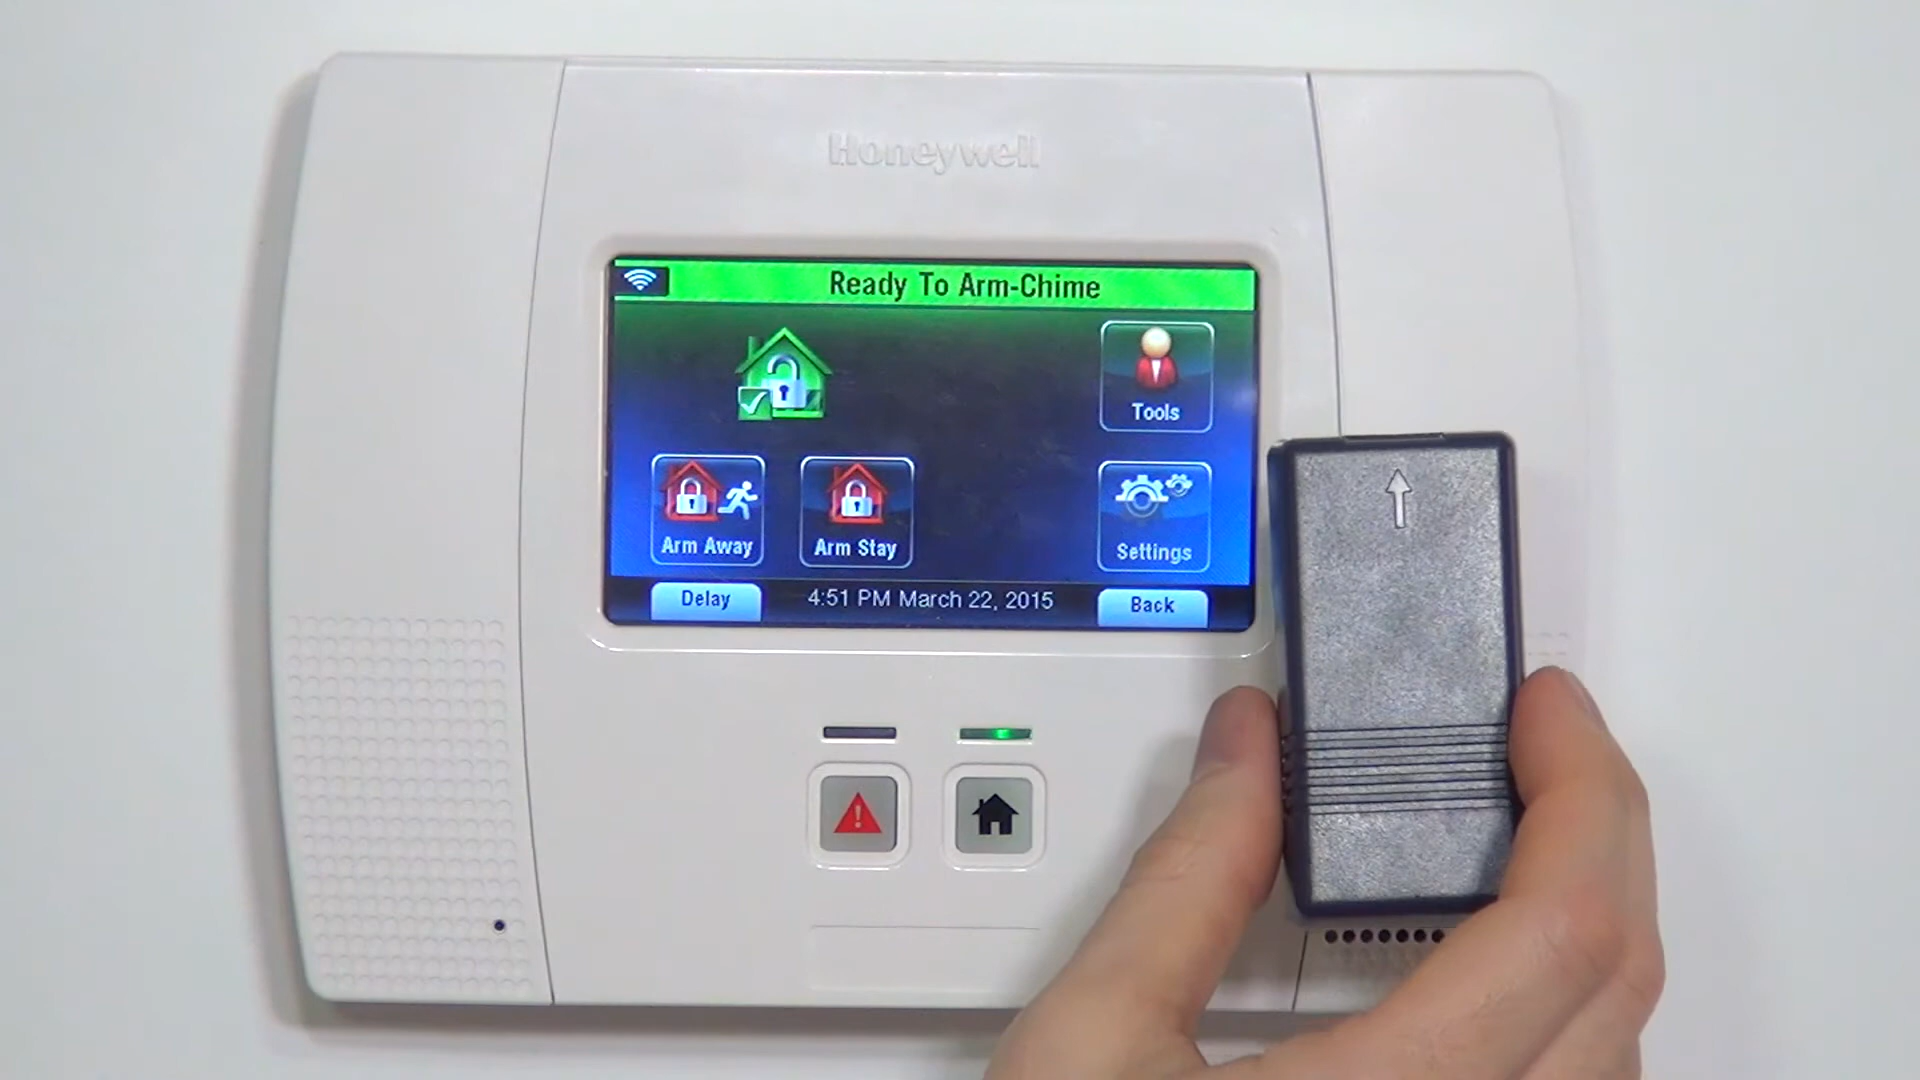 Honeywell
Ready To Arm-Chime
Tools
Arm Away
Arm Stay
Settings
Delay
4:51 PM March 22, 2015
Back